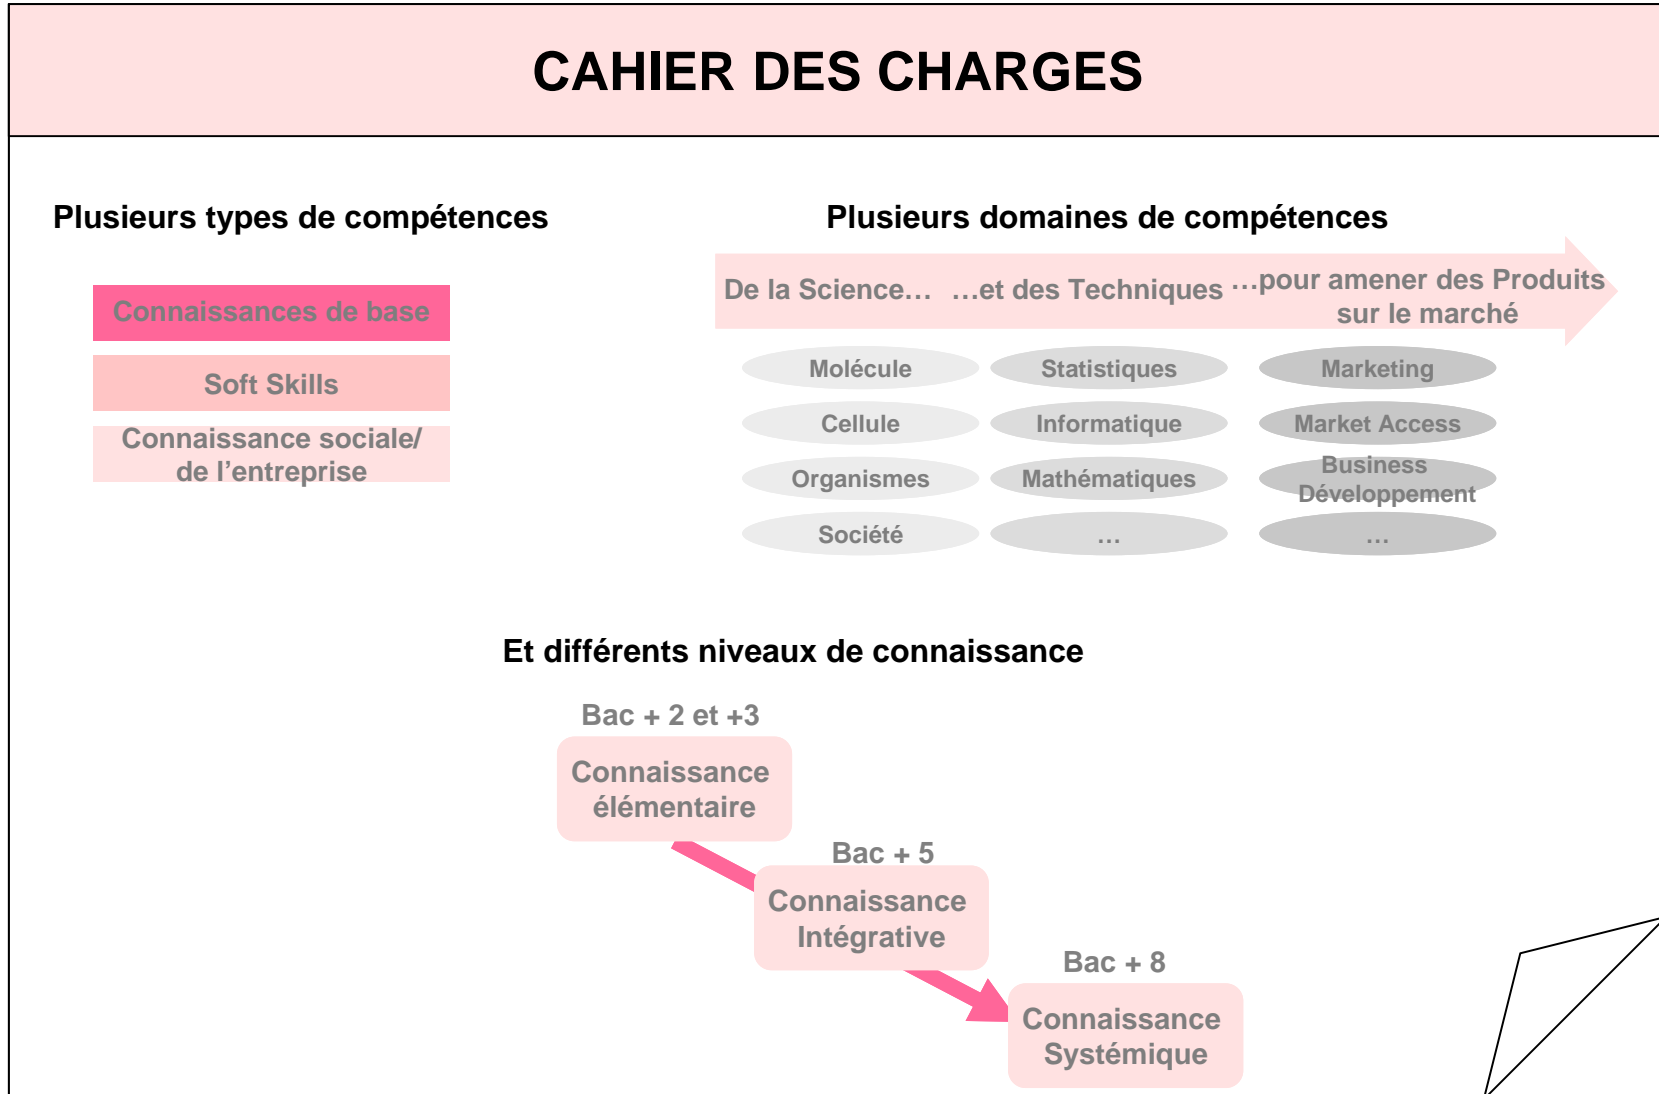 CAHIER DES CHARGES
Plusieurs types de compétences
Connaissances de base
Soft Skills
Connaissance sociale/
de l'entreprise
Plusieurs domaines de compétences
De la Science… …et des Techniques …pour amener des Produits
sur le marché
Molécule Statistiques Marketing
Cellule Informatique Market Access
Organismes Mathématiques Business
Développement
Société … …
Et différents niveaux de connaissance
Bac + 2 et +3
Connaissance
élémentaire
Bac + 5
Connaissance
Intégrative
Bac + 8
Connaissance
Systémique